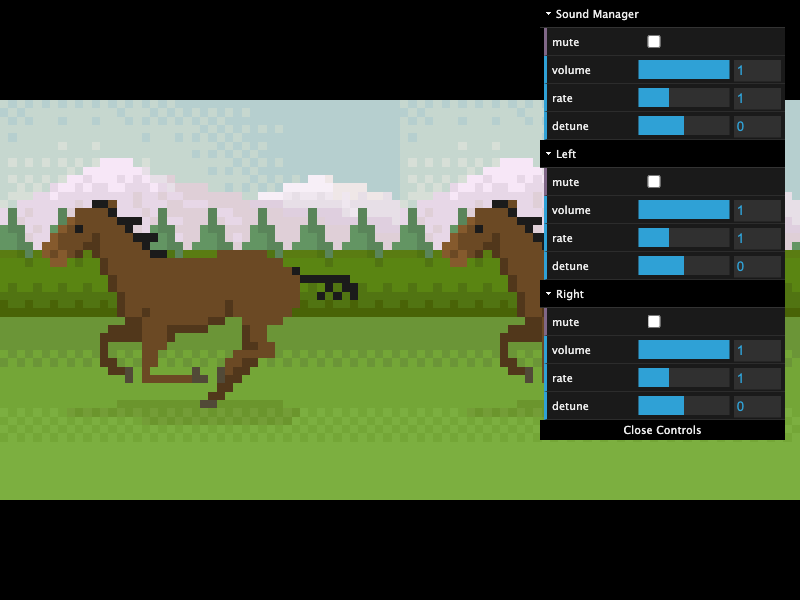 Sound Manager
mute
volume 1
rate 1
detune 0
Left
mute
volume 1
rate 1
detune 0
Right
mute
volume 1
rate 1
detune 0
Close Controls